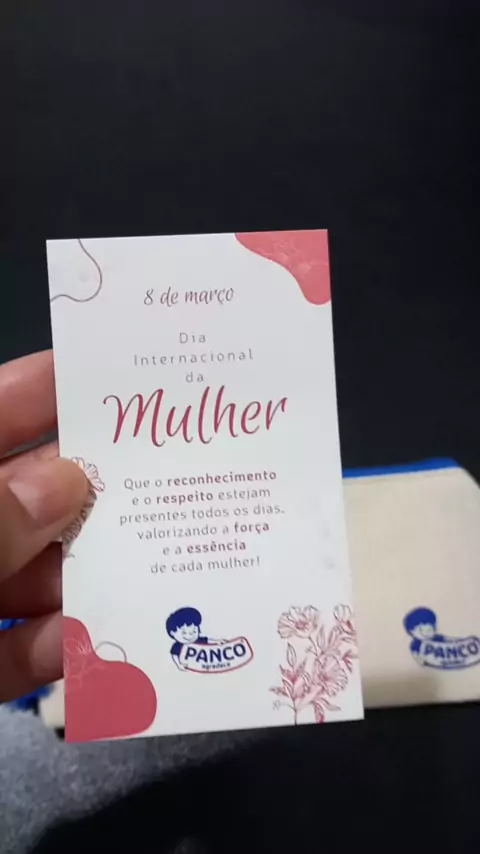 8 de março
Dia
Internacional
da
Mulher
Que o reconhecimento
e o respeito estejam
presentes todos os dias,
valorizando a força
e a essência
de cada mulher!
PANCO
agradece
PANCO